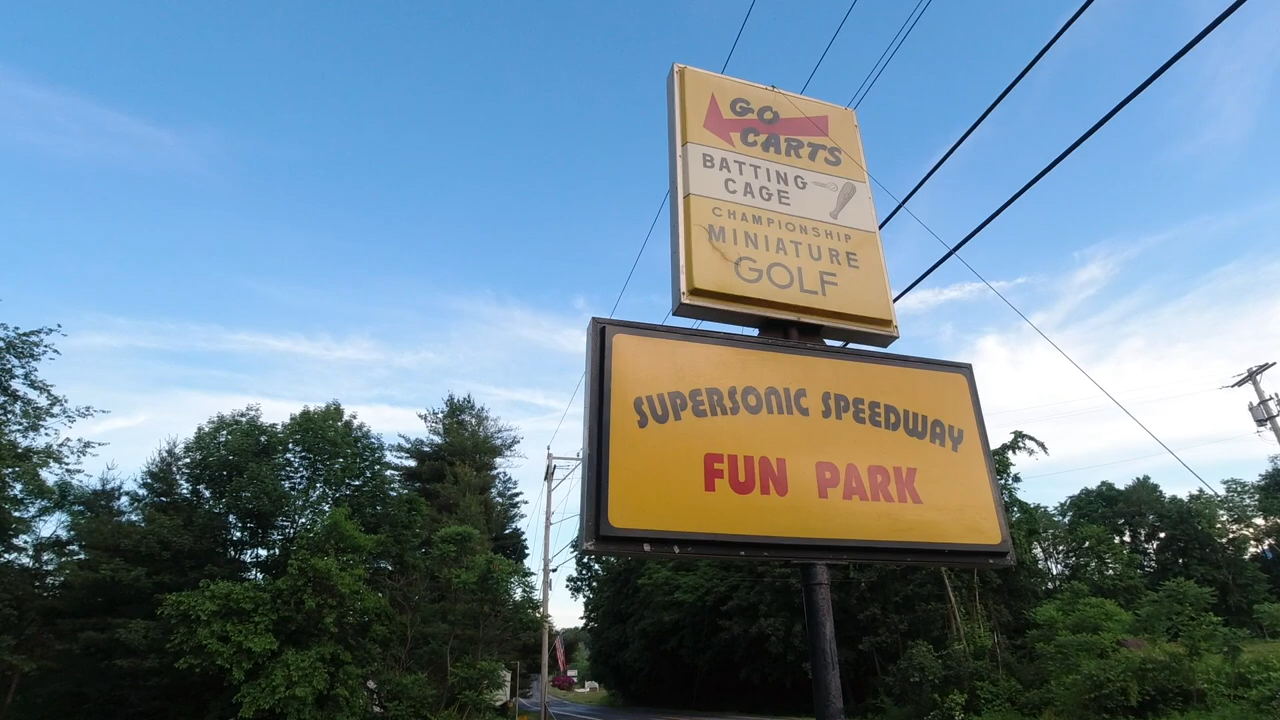 GO
CARTS
BATTING
CAGE
CHAMPIONSHIP
MINIATURE
GOLF
SUPERSONIC SPEEDWAY
FUN PARK